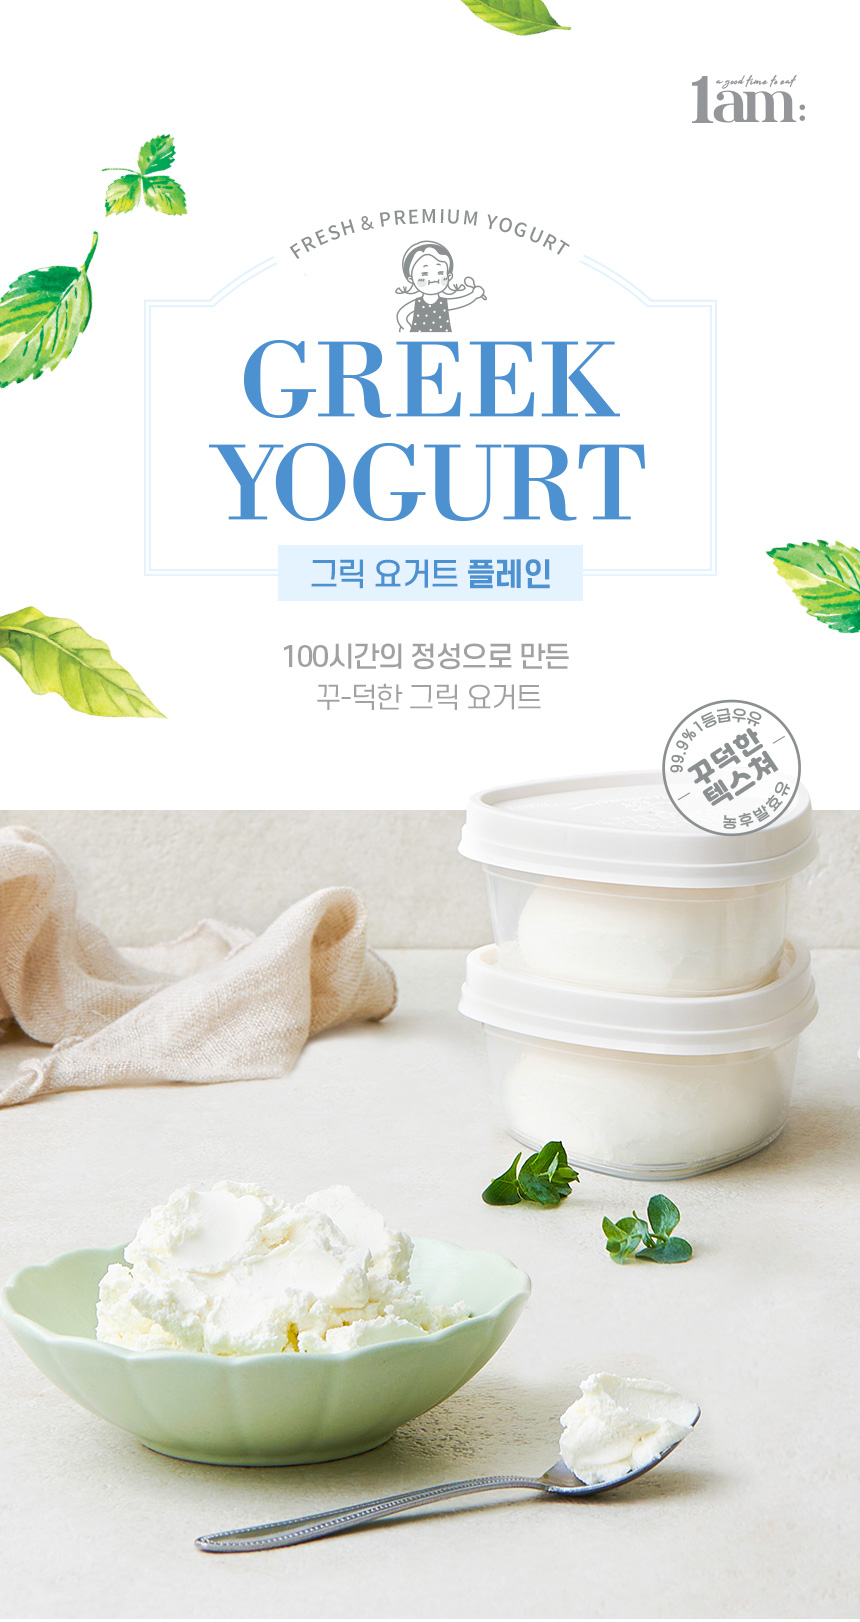 a good time to eat
1am:
FRESH & PREMIUM YOGURT
GREEK
YOGURT
그릭 요거트 플레인
100시간의 정성으로 만든
꾸-덕한 그릭 요거트
99.9% 1등급우유
꾸덕한
텍스쳐
농후발효유